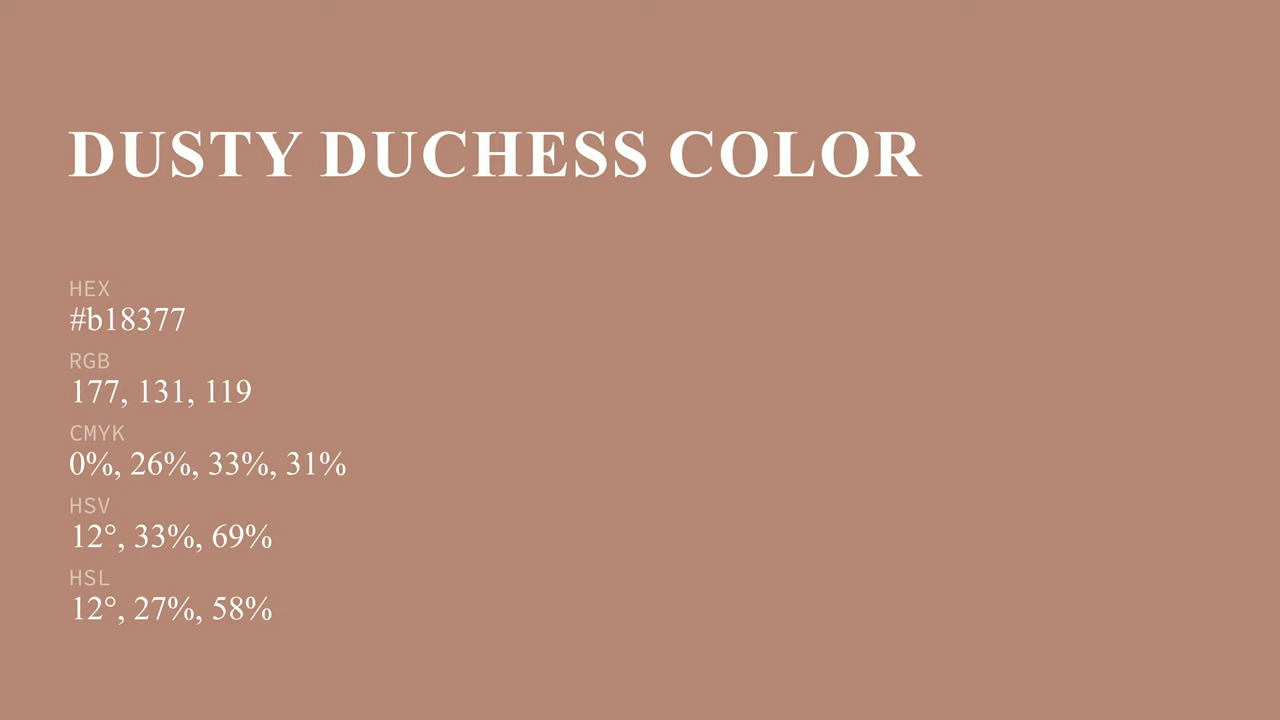 DUSTY DUCHESS COLOR
HEX
#b18377
RGB
177, 131, 119
CMYK
0%, 26%, 33%, 31%
HSV
12°, 33%, 69%
HSL
12°, 27%, 58%